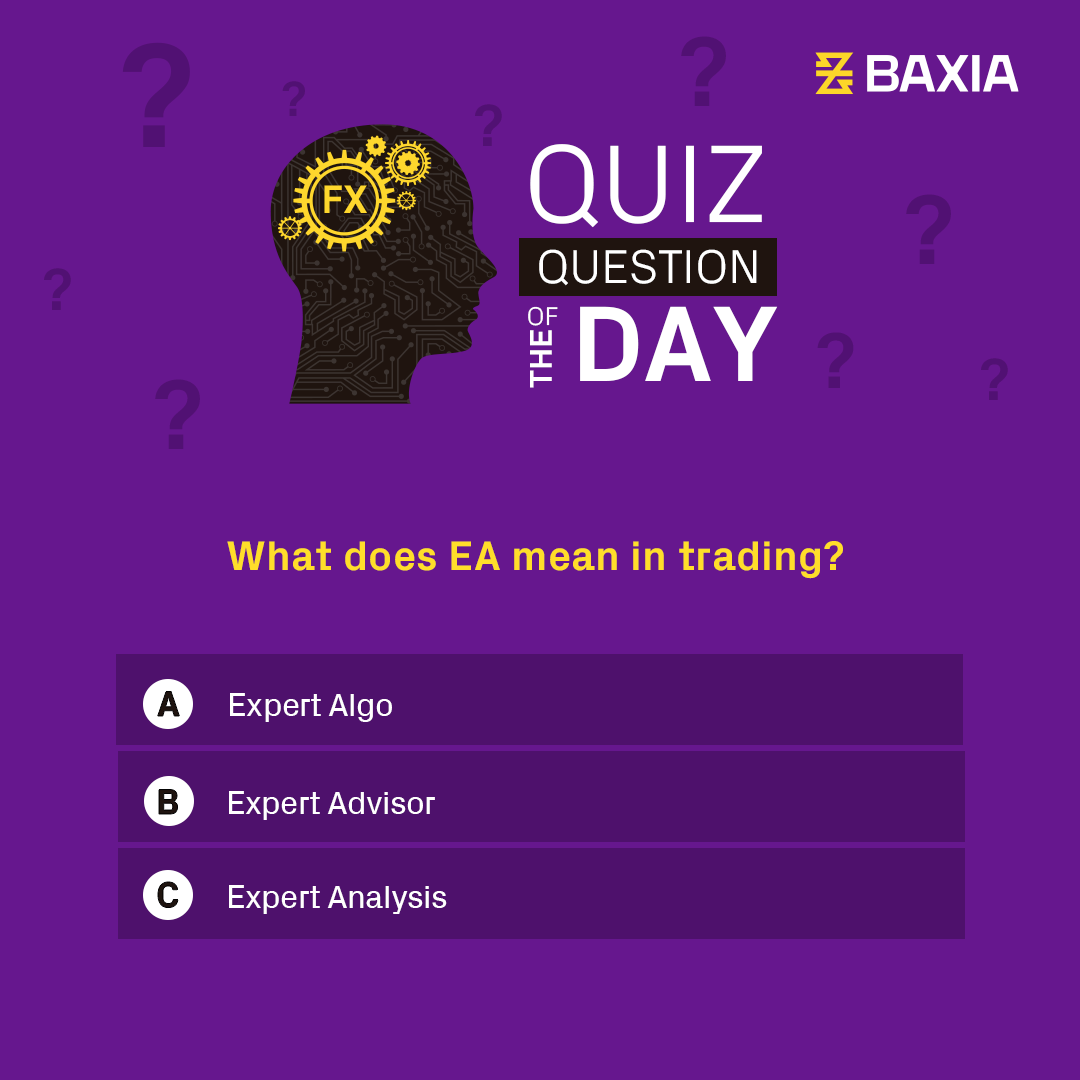 BAXIA
FX
QUIZ
QUESTION
OF THE DAY
What does EA mean in trading?
A Expert Algo
B Expert Advisor
C Expert Analysis